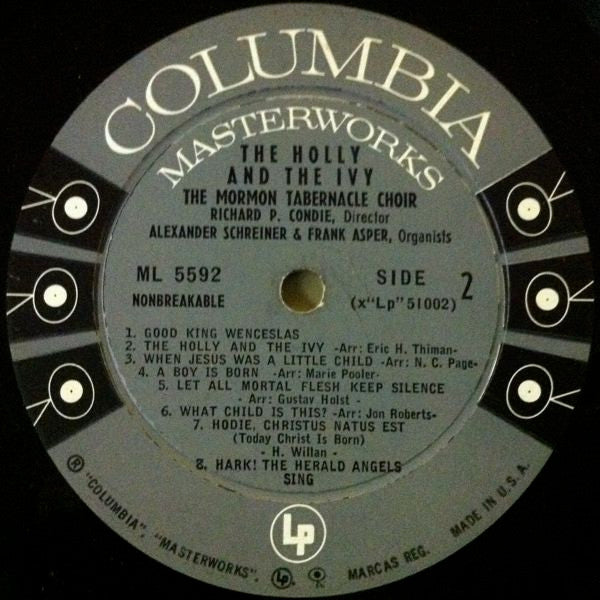 COLUMBIA
MASTERWORKS
THE HOLLY
AND THE IVY
THE MORMON TABERNACLE CHOIR
RICHARD P. CONDIE, Director
ALEXANDER SCHREINER & FRANK ASPER, Organists
ML 5592
NONBREAKABLE
SIDE 2
(x"Lp"51002)
1. GOOD KING WENCESLAS
2. THE HOLLY AND THE IVY -Arr: Eric H. Thiman-
3. WHEN JESUS WAS A LITTLE CHILD -Arr: N. C. Page-
4. A BOY IS BORN -Arr: Marie Pooler-
5. LET ALL MORTAL FLESH KEEP SILENCE
- Arr: Gustav Holst -
6. WHAT CHILD IS THIS? -Arr: Jon Roberts-
7. HODIE, CHRISTUS NATUS EST
(Today Christ Is Born)
- H. Willan -
8. HARK! THE HERALD ANGELS
SING
LP
® "COLUMBIA", "MASTERWORKS", LP, MARCAS REG. MADE IN U.S.A.